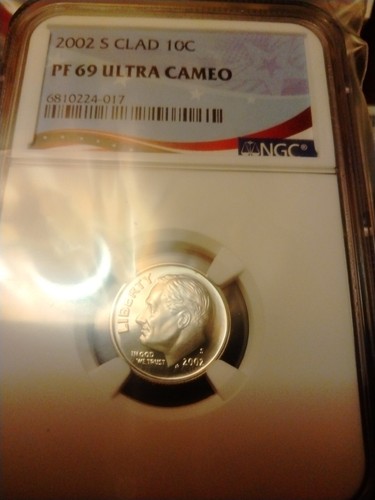 2002 S CLAD 10C
PF 69 ULTRA CAMEO
6810224-017
NGC®
LIBERTY
IN GOD
WE TRUST
S
2002